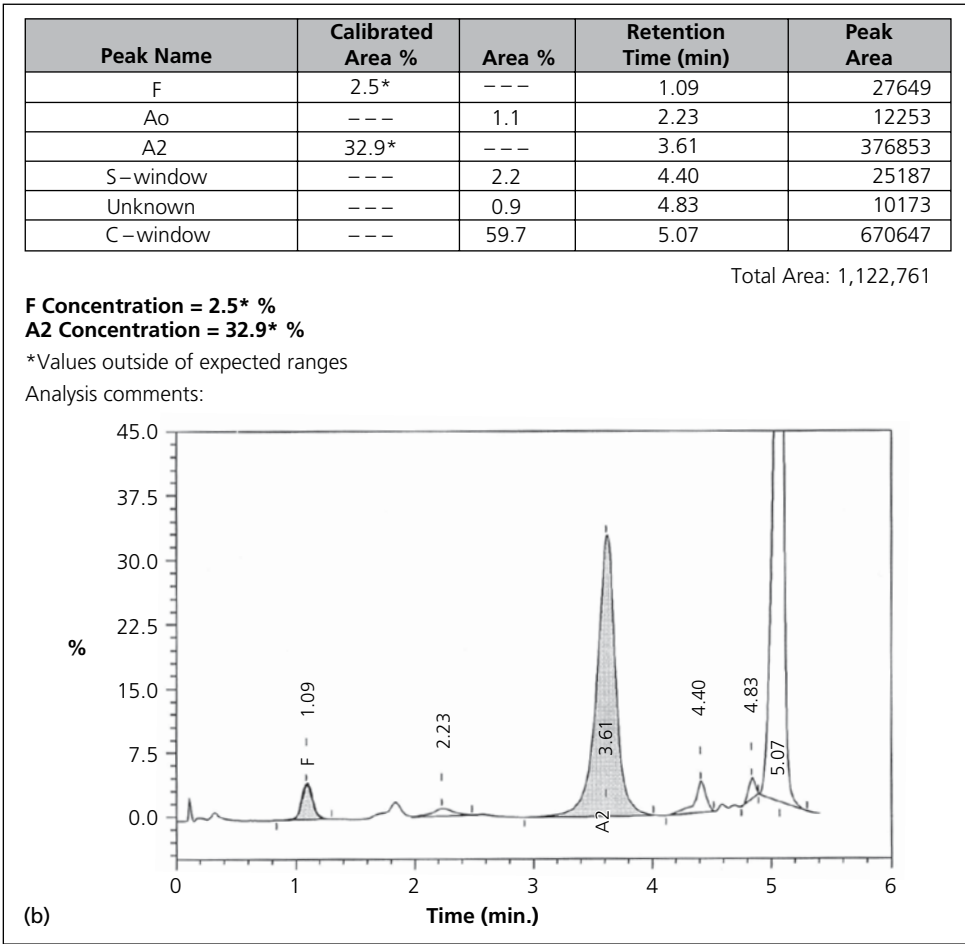 Peak Name Calibrated Area % Area % Retention Time (min) Peak Area
F 2.5* – – – 1.09 27649
Ao – – – 1.1 2.23 12253
A2 32.9* – – – 3.61 376853
S–window – – – 2.2 4.40 25187
Unknown – – – 0.9 4.83 10173
C–window – – – 59.7 5.07 670647
Total Area: 1,122,761
F Concentration = 2.5* %
A2 Concentration = 32.9* %
*Values outside of expected ranges
Analysis comments:
45.0
37.5
30.0
22.5
15.0
7.5
0.0
%
F 1.09
2.23
A2 3.61
4.40
4.83
5.07
0 1 2 3 4 5 6
Time (min.)
(b)